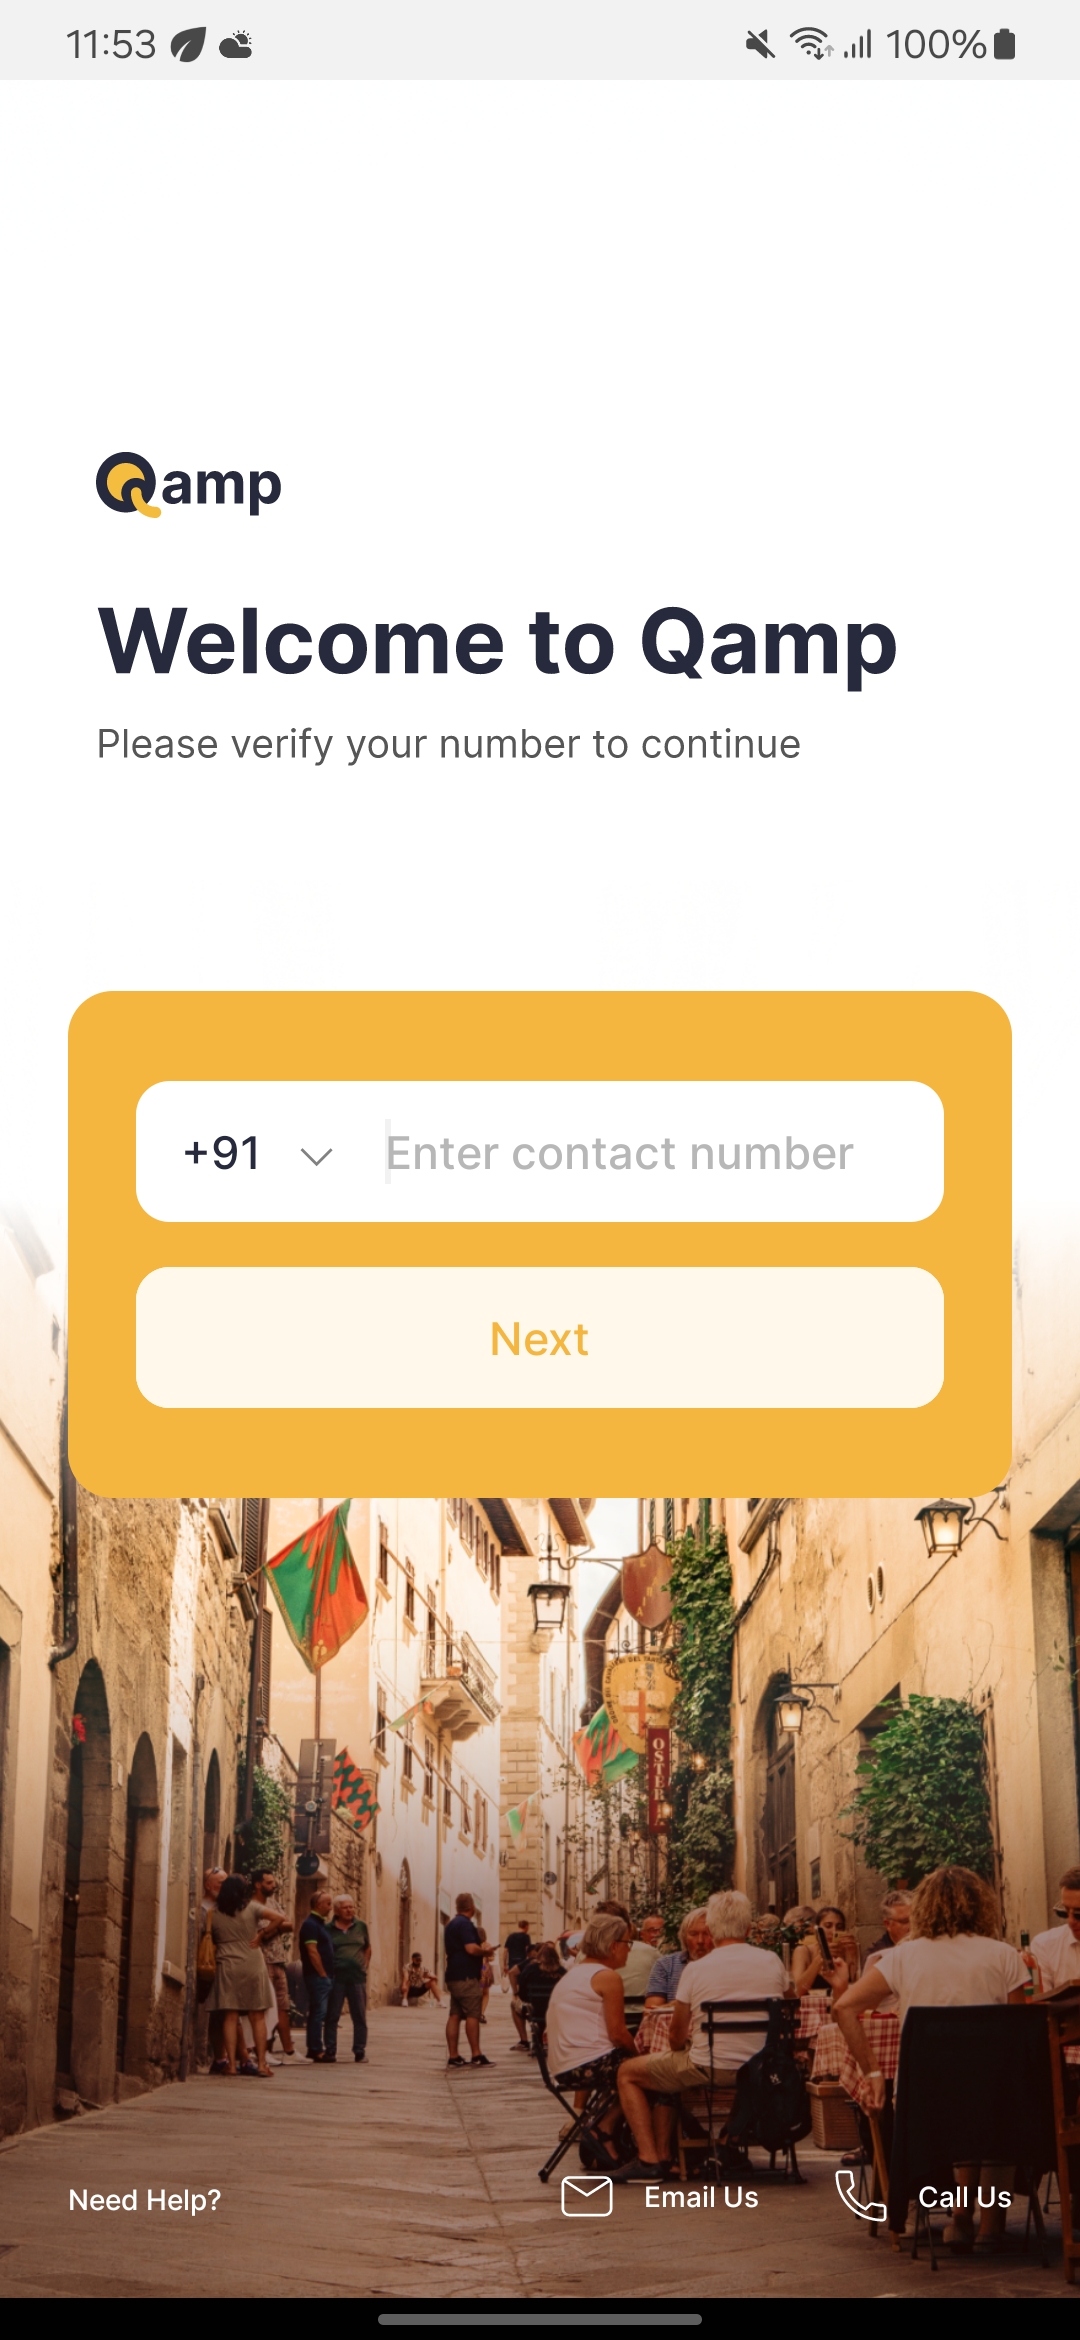 11:53
100%
Qamp
Welcome to Qamp
Please verify your number to continue
+91
Enter contact number
Next
Need Help?
Email Us
Call Us